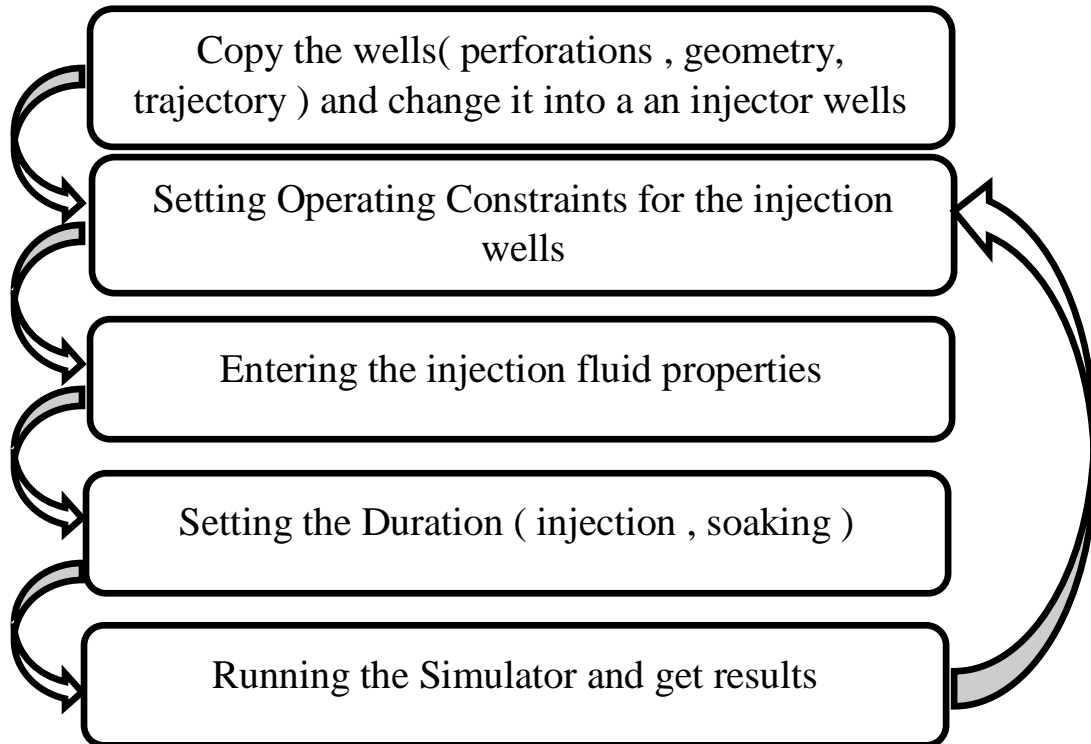 Copy the wells( perforations , geometry,
trajectory ) and change it into a an injector wells
Setting Operating Constraints for the injection
wells
Entering the injection fluid properties
Setting the Duration ( injection , soaking )
Running the Simulator and get results